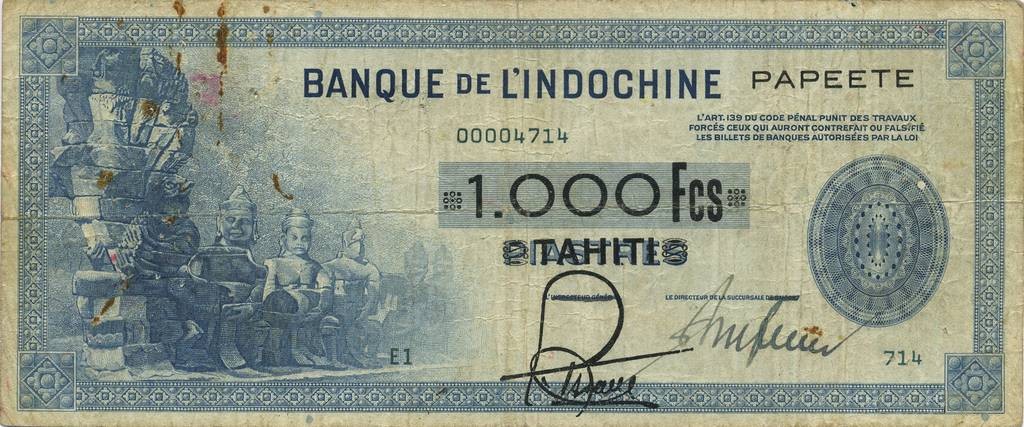 BANQUE DE L'INDOCHINE PAPEETE
L'ART. 139 DU CODE PÉNAL PUNIT DES TRAVAUX
FORCÉS CEUX QUI AURONT CONTREFAIT OU FALSIFIÉ
LES BILLETS DE BANQUES AUTORISÉES PAR LA LOI
00004714
1.000 Fcs
TAHITI
L'INSPECTEUR GÉNÉRAL
LE DIRECTEUR DE LA SUCCURSALE DE
E1
714